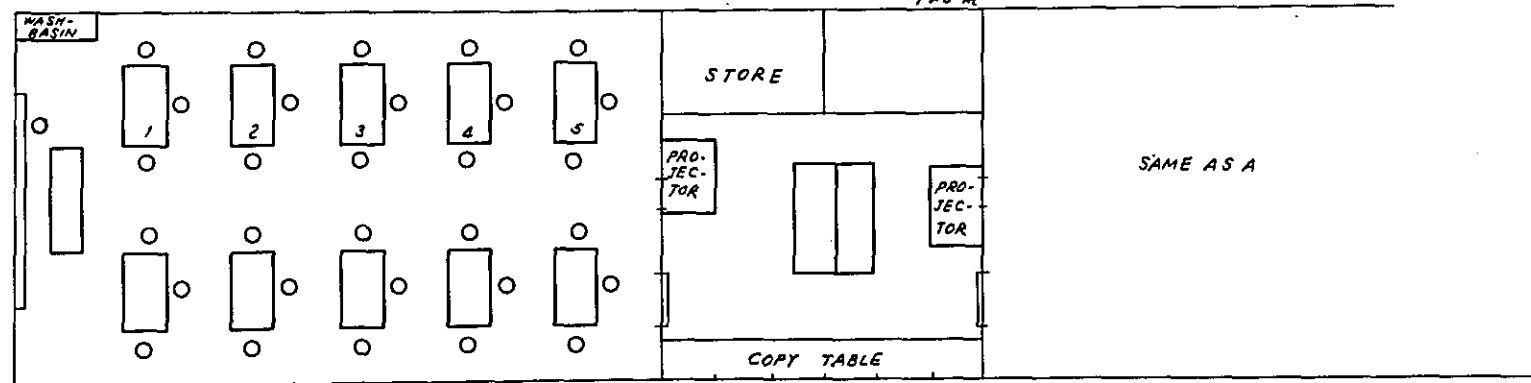 WASH-
BASIN
1
2
3
4
5
STORE
PRO-
JEC-
TOR
PRO-
JEC-
TOR
SAME AS A
COPY TABLE